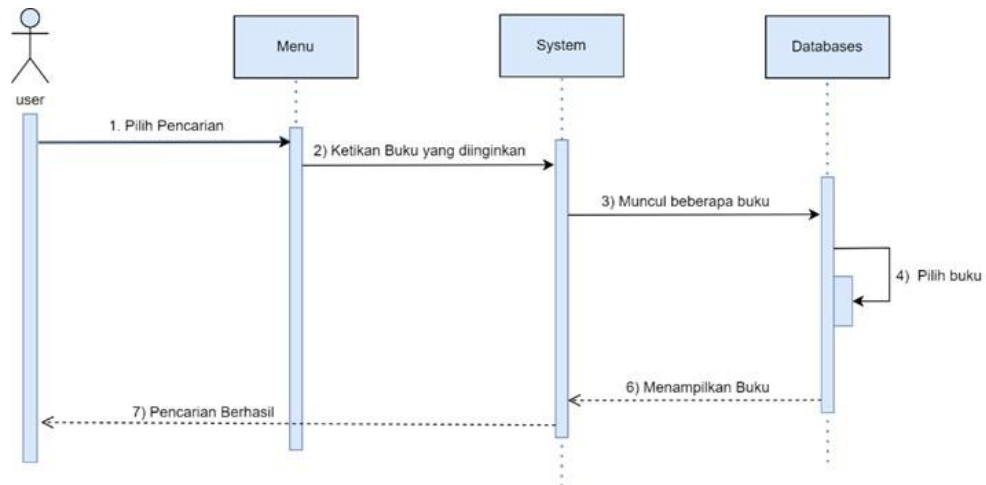 Menu
System
Databases
user
1. Pilih Pencarian
2) Ketikan Buku yang diinginkan
3) Muncul beberapa buku
4) Pilih buku
6) Menampilkan Buku
7) Pencarian Berhasil